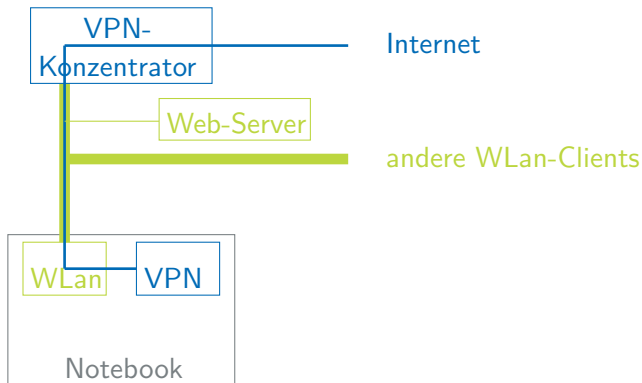 VPN-
Konzentrator
Internet
Web-Server
andere WLan-Clients
WLan
VPN
Notebook